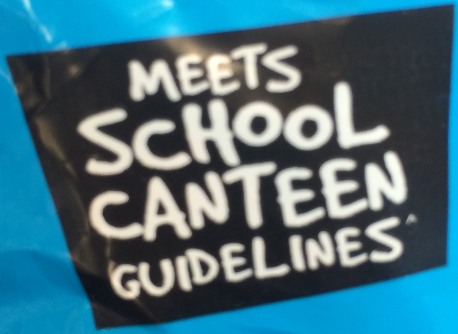 MEETS
SCHOOL
CANTEEN
GUIDELINES^